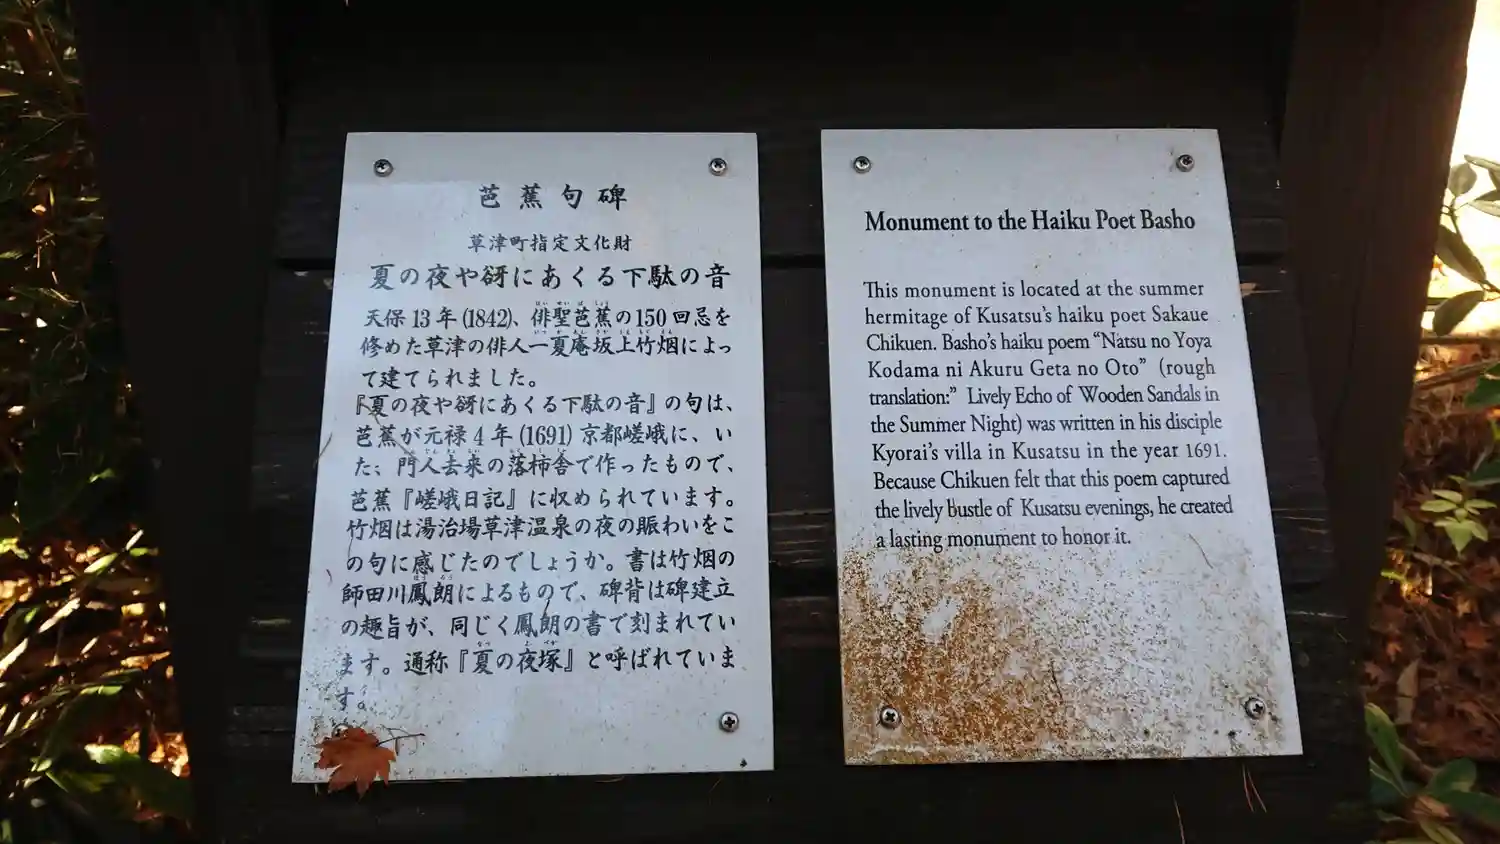 芭蕉句碑
草津町指定文化財
夏の夜や谺にあくる下駄の音
天保13年(1842)、俳聖芭蕉の150回忌を
修めた草津の俳人一夏庵坂上竹烟によっ
て建てられました。
『夏の夜や谺にあくる下駄の音』の句は、
芭蕉が元禄4年(1691)京都嵯峨に、い
た、門人去来の落柿舎で作ったもので、
芭蕉『嵯峨日記』に収められています。
竹烟は湯治場草津温泉の夜の賑わいをこ
の句に感じたのでしょうか。書は竹烟の
師田川鳳朗によるもので、碑背は碑建立
の趣旨が、同じく鳳朗の書で刻まれてい
ます。通称『夏の夜塚』と呼ばれていま
す。
Monument to the Haiku Poet Basho
This monument is located at the summer
hermitage of Kusatsu's haiku poet Sakaue
Chikuen. Basho's haiku poem “Natsu no Yoya
Kodama ni Akuru Geta no Oto” (rough
translation:” Lively Echo of Wooden Sandals in
the Summer Night) was written in his disciple
Kyorai's villa in Kusatsu in the year 1691.
Because Chikuen felt that this poem captured
the lively bustle of Kusatsu evenings, he created
a lasting monument to honor it.